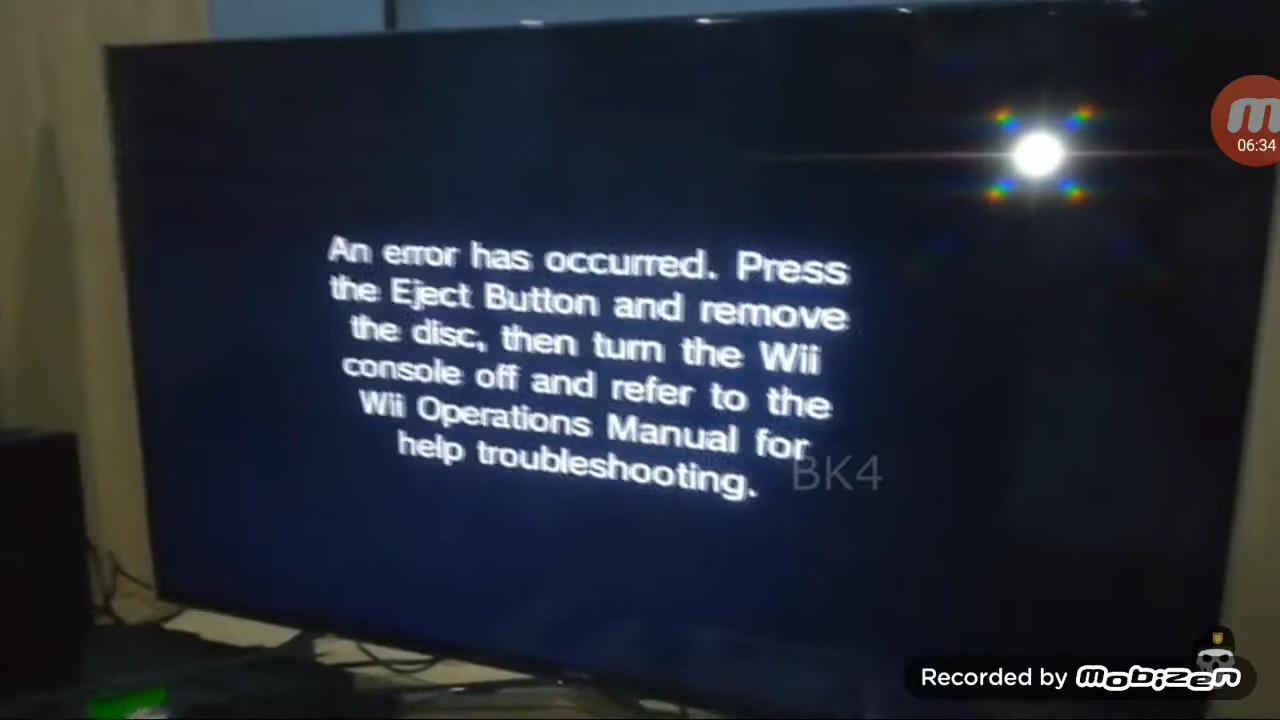 An error has occurred. Press
the Eject Button and remove
the disc, then turn the Wii
console off and refer to the
Wii Operations Manual for
help troubleshooting.
BK4
m
06:34
Recorded by mobizen